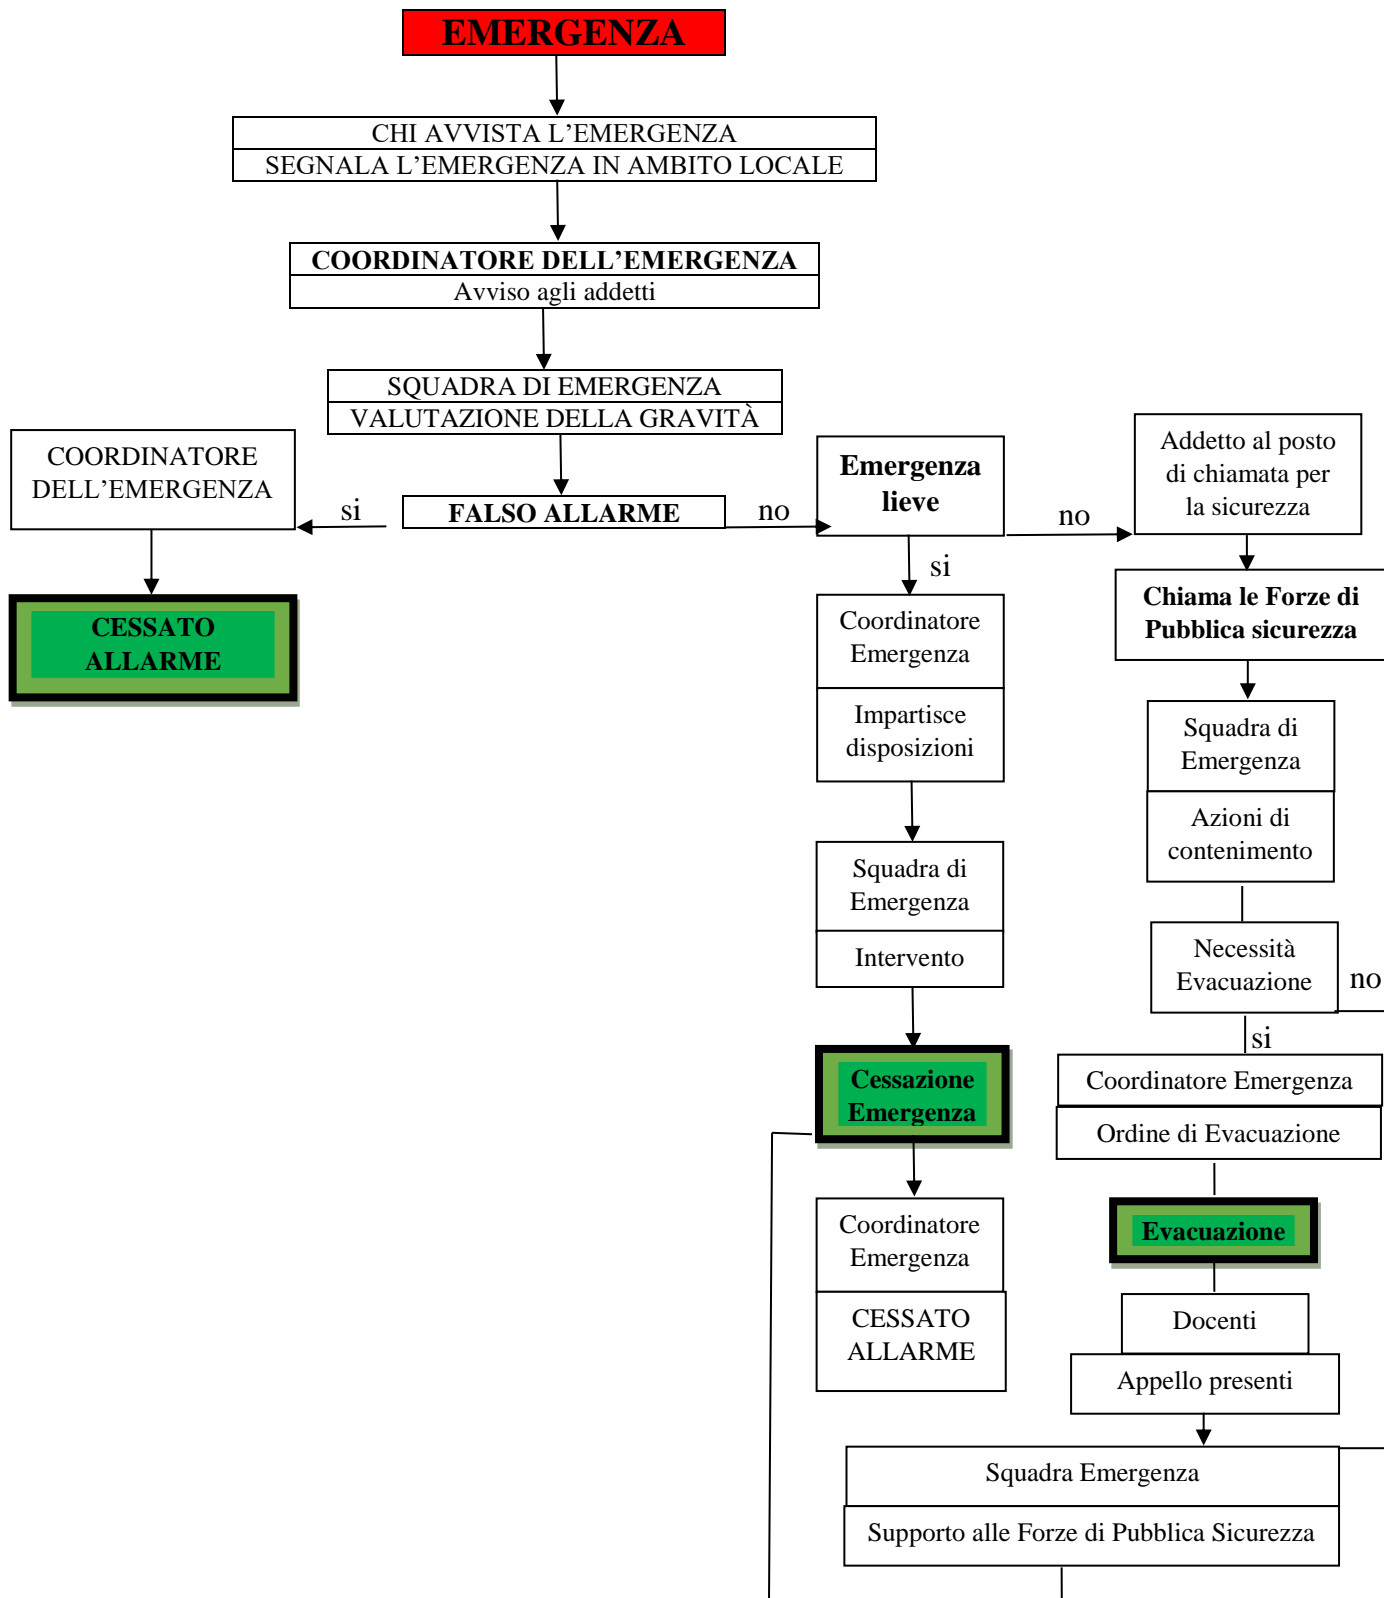 EMERGENZA
CHI AVVISTA L’EMERGENZA
SEGNALA L’EMERGENZA IN AMBITO LOCALE
COORDINATORE DELL’EMERGENZA
Avviso agli addetti
SQUADRA DI EMERGENZA
VALUTAZIONE DELLA GRAVITÀ
FALSO ALLARME
si
COORDINATORE
DELL’EMERGENZA
CESSATO
ALLARME
no
Emergenza
lieve
si
Coordinatore
Emergenza
Impartisce
disposizioni
Squadra di
Emergenza
Intervento
Cessazione
Emergenza
Coordinatore
Emergenza
CESSATO
ALLARME
no
Addetto al posto
di chiamata per
la sicurezza
Chiama le Forze di
Pubblica sicurezza
Squadra di
Emergenza
Azioni di
contenimento
Necessità
Evacuazione
no
si
Coordinatore Emergenza
Ordine di Evacuazione
Evacuazione
Docenti
Appello presenti
Squadra Emergenza
Supporto alle Forze di Pubblica Sicurezza